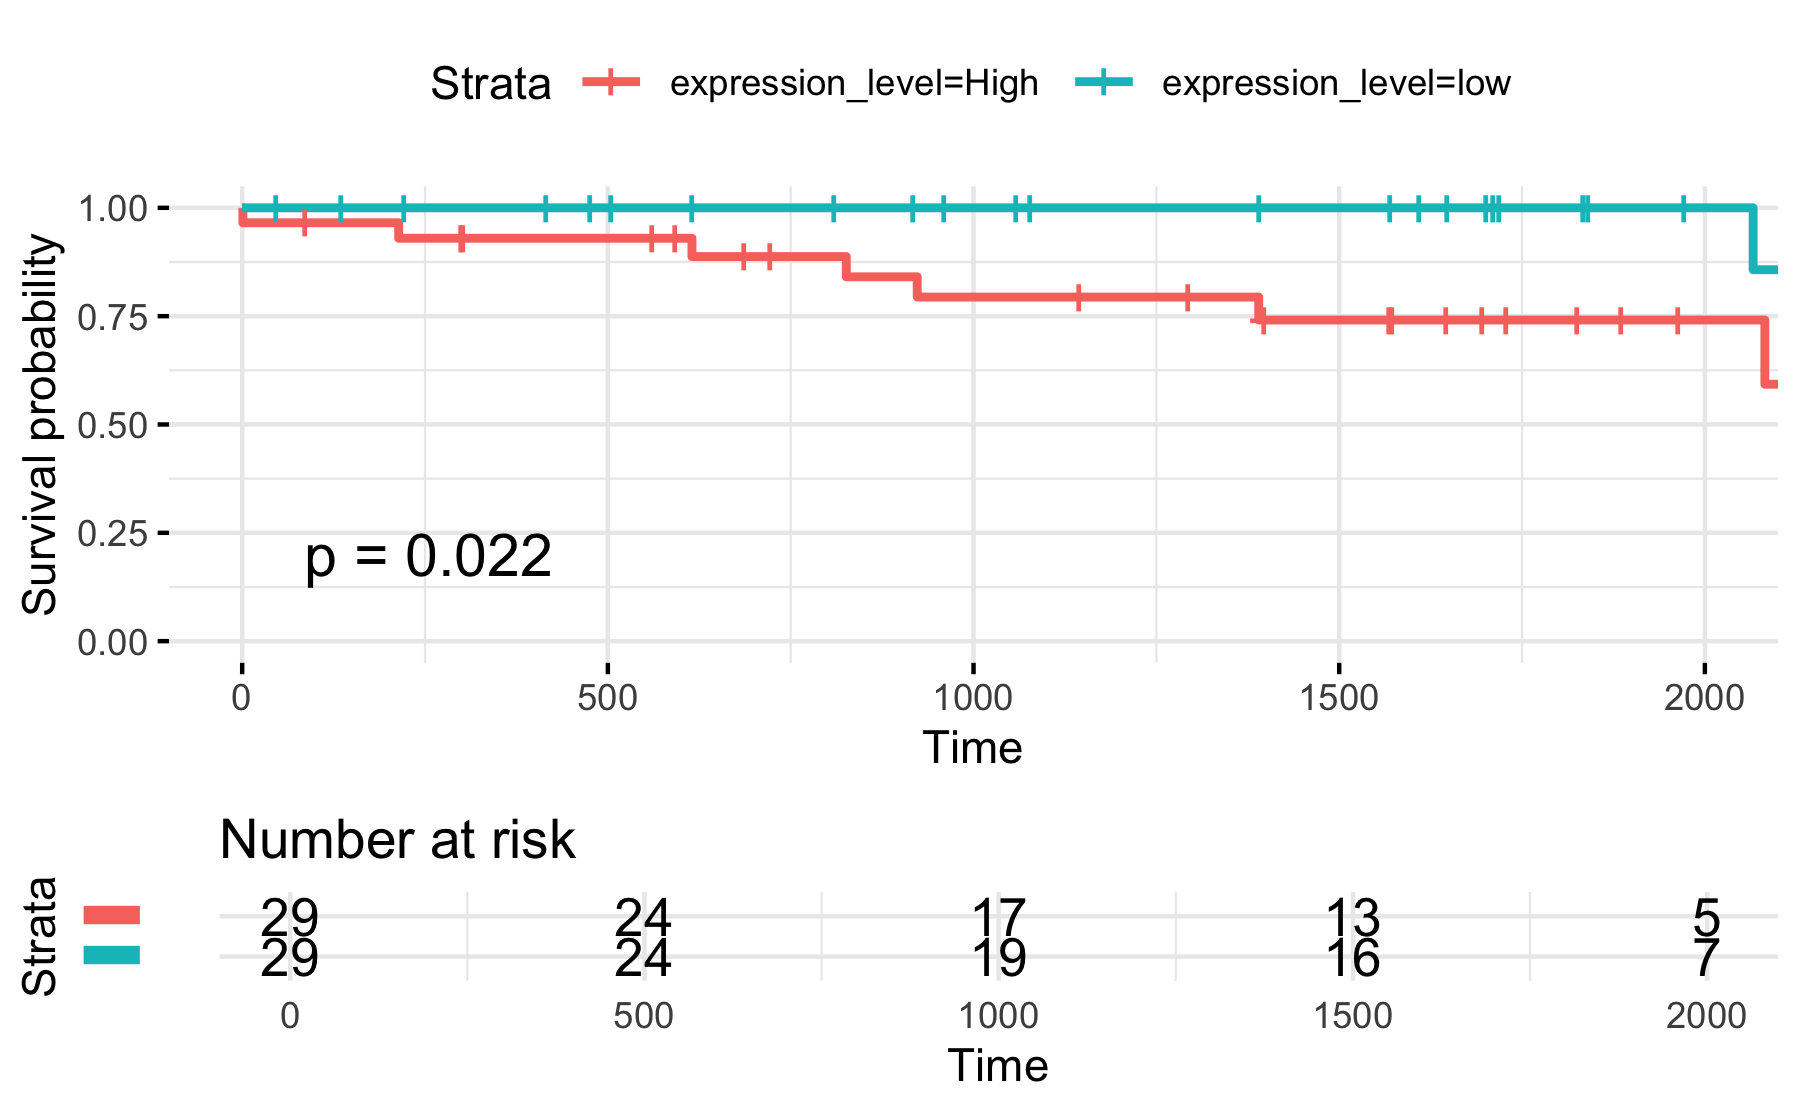 Strata expression_level=High expression_level=low
Survival probability
1.00
0.75
0.50
0.25
0.00
p = 0.022
0 500 1000 1500 2000
Time
Number at risk
Strata
29 24 17 13 5
29 24 19 16 7
0 500 1000 1500 2000
Time